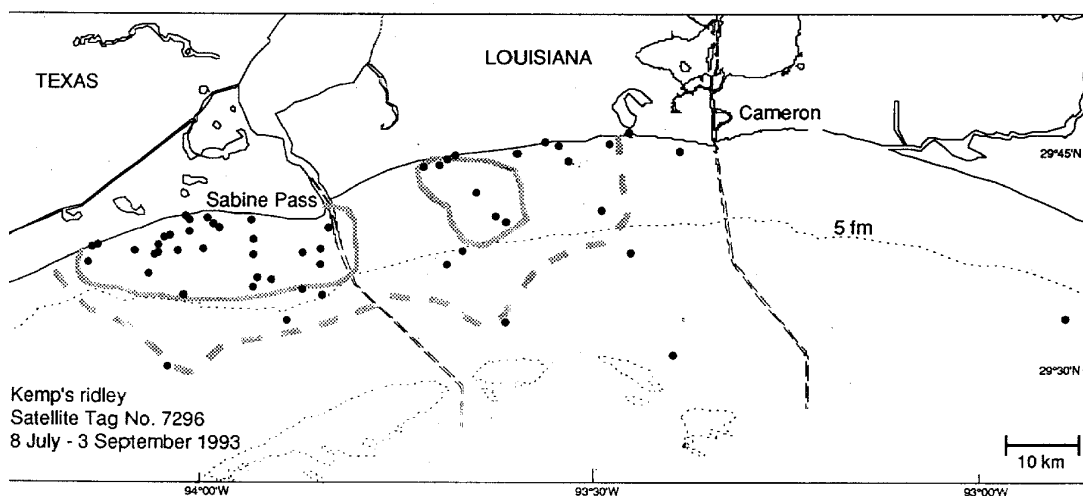 TEXAS
LOUISIANA
Cameron
29°45'N
Sabine Pass
5 fm
29°30'N
Kemp's ridley
Satellite Tag No. 7296
8 July - 3 September 1993
10 km
94°00'W
93°30'W
93°00'W